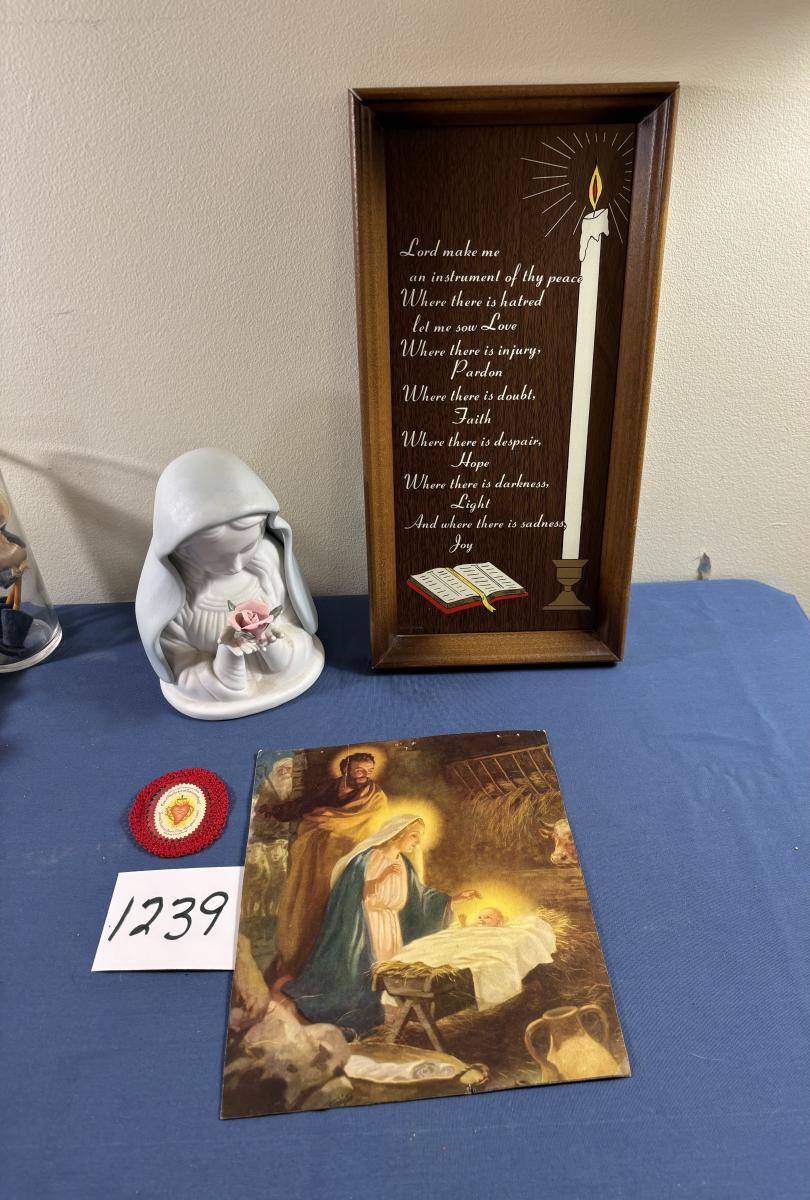 Lord make me
an instrument of thy peace
Where there is hatred
let me sow Love
Where there is injury,
Pardon
Where there is doubt,
Faith
Where there is despair,
Hope
Where there is darkness,
Light
And where there is sadness,
Joy
1239